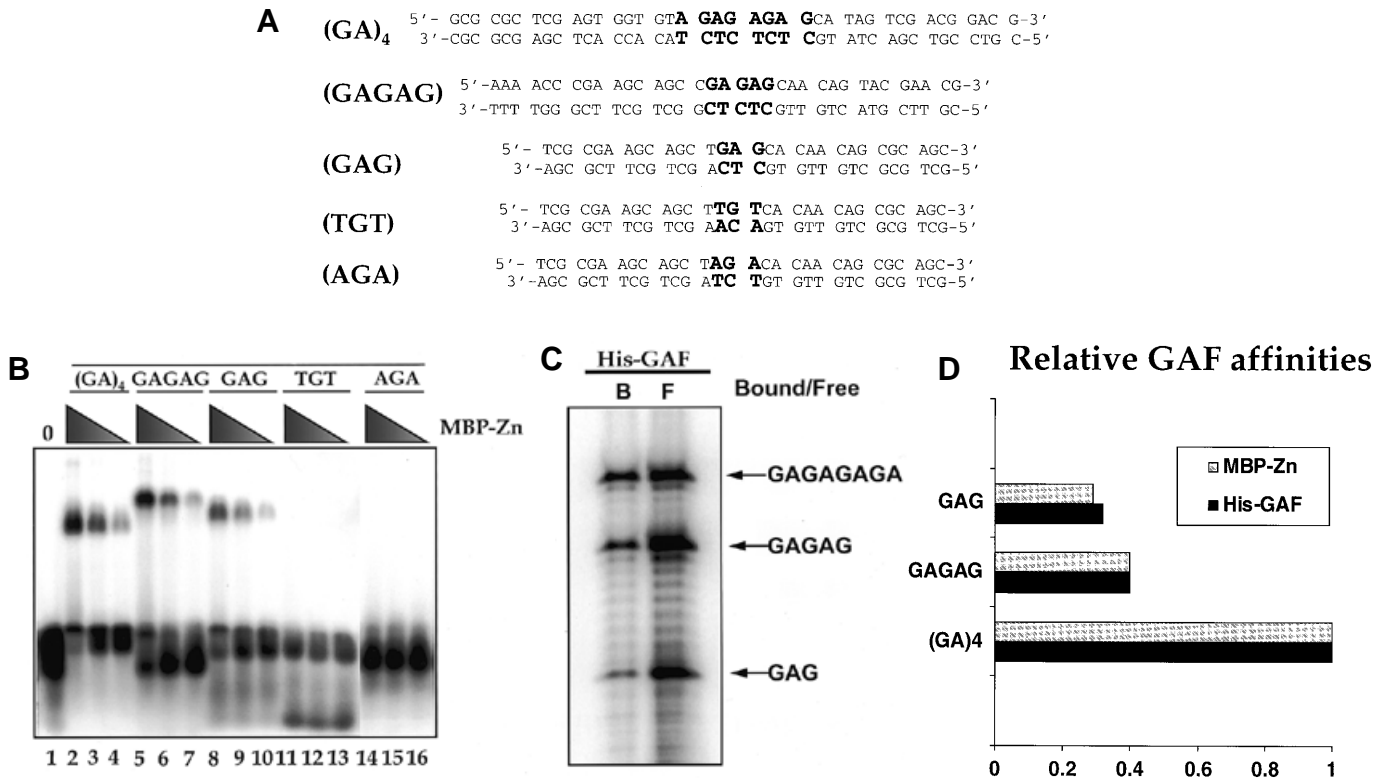 A
(GA)4 5'- GCG CGC TCG AGT GGT GTA GAG AGA GCA TAG TCG ACG GAC G-3'
3'-CGC GCG AGC TCA CCA CAT CTC TCT CGT ATC AGC TGC CTG C-5'
(GAGAG) 5'-AAA ACC CGA AGC AGC CGA GAG CAA CAG TAC GAA CG-3'
3'-TTT TGG GCT TCG TCG GCT CTC GTT GTC ATG CTT GC-5'
(GAG) 5'- TCG CGA AGC AGC TGAG CA CAA CAG CGC AGC-3'
3'-AGC GCT TCG TCG ACTC GT GTT GTC GCG TCG-5'
(TGT) 5'- TCG CGA AGC AGC TTG TCA CAA CAG CGC AGC-3'
3'-AGC GCT TCG TCG AAC AGT GTT GTC GCG TCG-5'
(AGA) 5'- TCG CGA AGC AGC TAGA ACA CAA CAG CGC AGC-3'
3'-AGC GCT TCG TCG ATC TGT GTT GTC GCG TCG-5'
B
(GA)4 GAGAG GAG TGT AGA
0 MBP-Zn
1 2 3 4 5 6 7 8 9 10 11 12 13 14 15 16
C
His-GAF
B F Bound/Free
GAGAGAGA
GAGAG
GAG
D
Relative GAF affinities
MBP-Zn
His-GAF
GAG
GAGAG
(GA)4
0 0.2 0.4 0.6 0.8 1